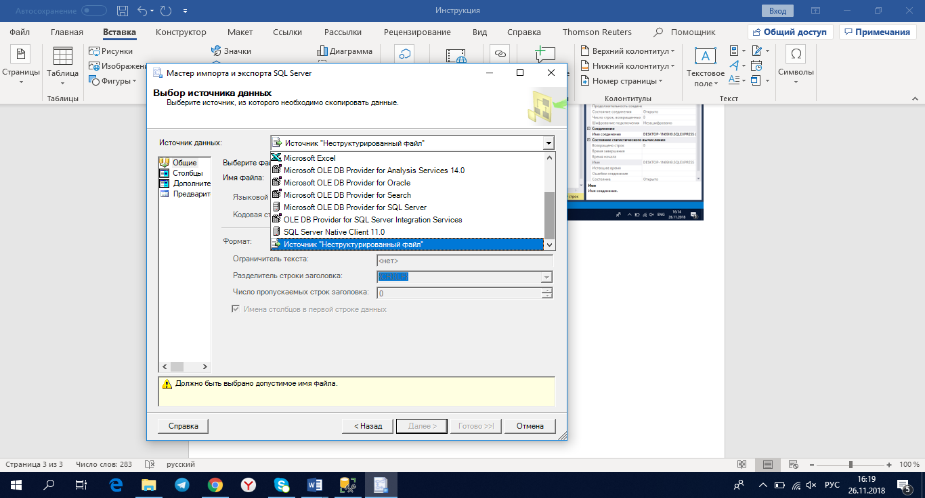 Автосохранение
Инструкция
Вход
Файл Главная Вставка Конструктор Макет Ссылки Рассылки Рецензирование Вид Справка Thomson Reuters Помощник Общий доступ Примечания
Страницы
Таблица
Таблицы
Рисунки
Изображен
Фигуры
Значки
Диаграмма
Верхний колонтитул
Нижний колонтитул
Номер страницы
Колонтитулы
Текстовое
поле
Текст
Символы
Мастер импорта и экспорта SQL Server
Выбор источника данных
Выберите источник, из которого необходимо скопировать данные.
Источник данных: Источник "Неструктурированный файл"
Общие
Столбцы
Дополните
Предварит
Выберите фа
Имя файла:
Языковой
Кодовая ст
Формат:
Microsoft Excel
Microsoft OLE DB Provider for Analysis Services 14.0
Microsoft OLE DB Provider for Oracle
Microsoft OLE DB Provider for Search
Microsoft OLE DB Provider for SQL Server
OLE DB Provider for SQL Server Integration Services
SQL Server Native Client 11.0
Источник "Неструктурированный файл"
Ограничитель текста: <нет>
Разделитель строки заголовка:
Число пропускаемых строк заголовка: 0
Имена столбцов в первой строке данных
Должно быть выбрано допустимое имя файла.
Справка < Назад Далее > Готово >>| Отмена
Страница 3 из 3 Число слов: 283 русский 100 %
РУС
16:19
26.11.2018
5